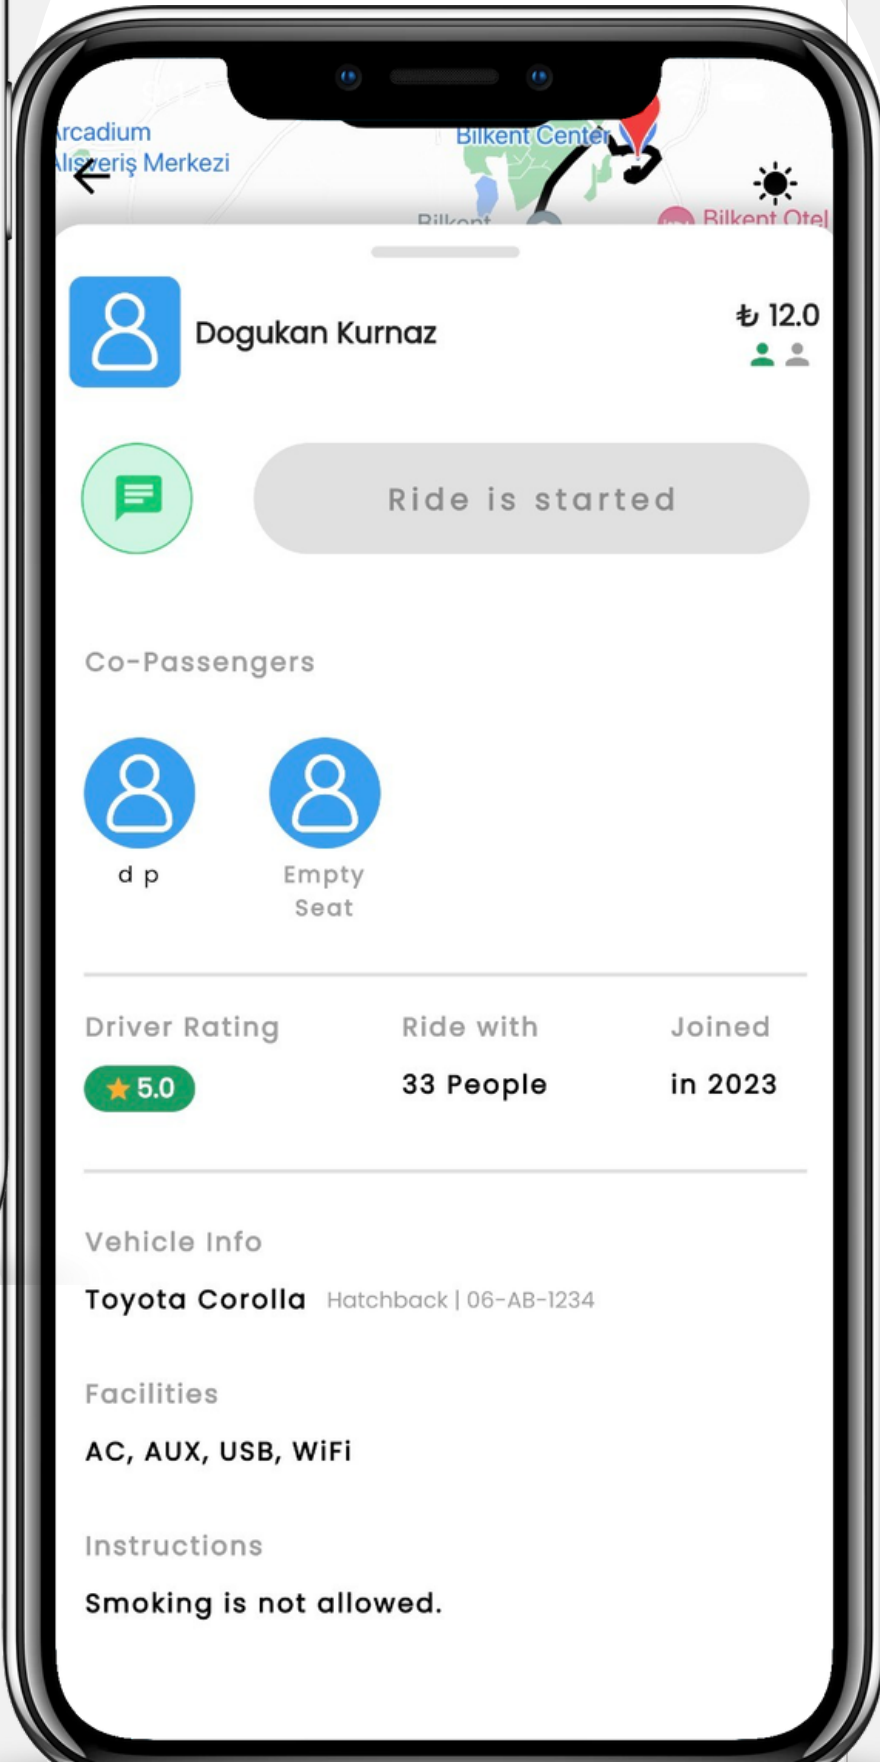 Arcadium
Alışveriş Merkezi
Bilkent Center
Bilkent
Bilkent Otel
Dogukan Kurnaz
₺ 12.0
Ride is started
Co-Passengers
d p
Empty
Seat
Driver Rating
Ride with
Joined
5.0
33 People
in 2023
Vehicle Info
Toyota Corolla Hatchback | 06-AB-1234
Facilities
AC, AUX, USB, WiFi
Instructions
Smoking is not allowed.